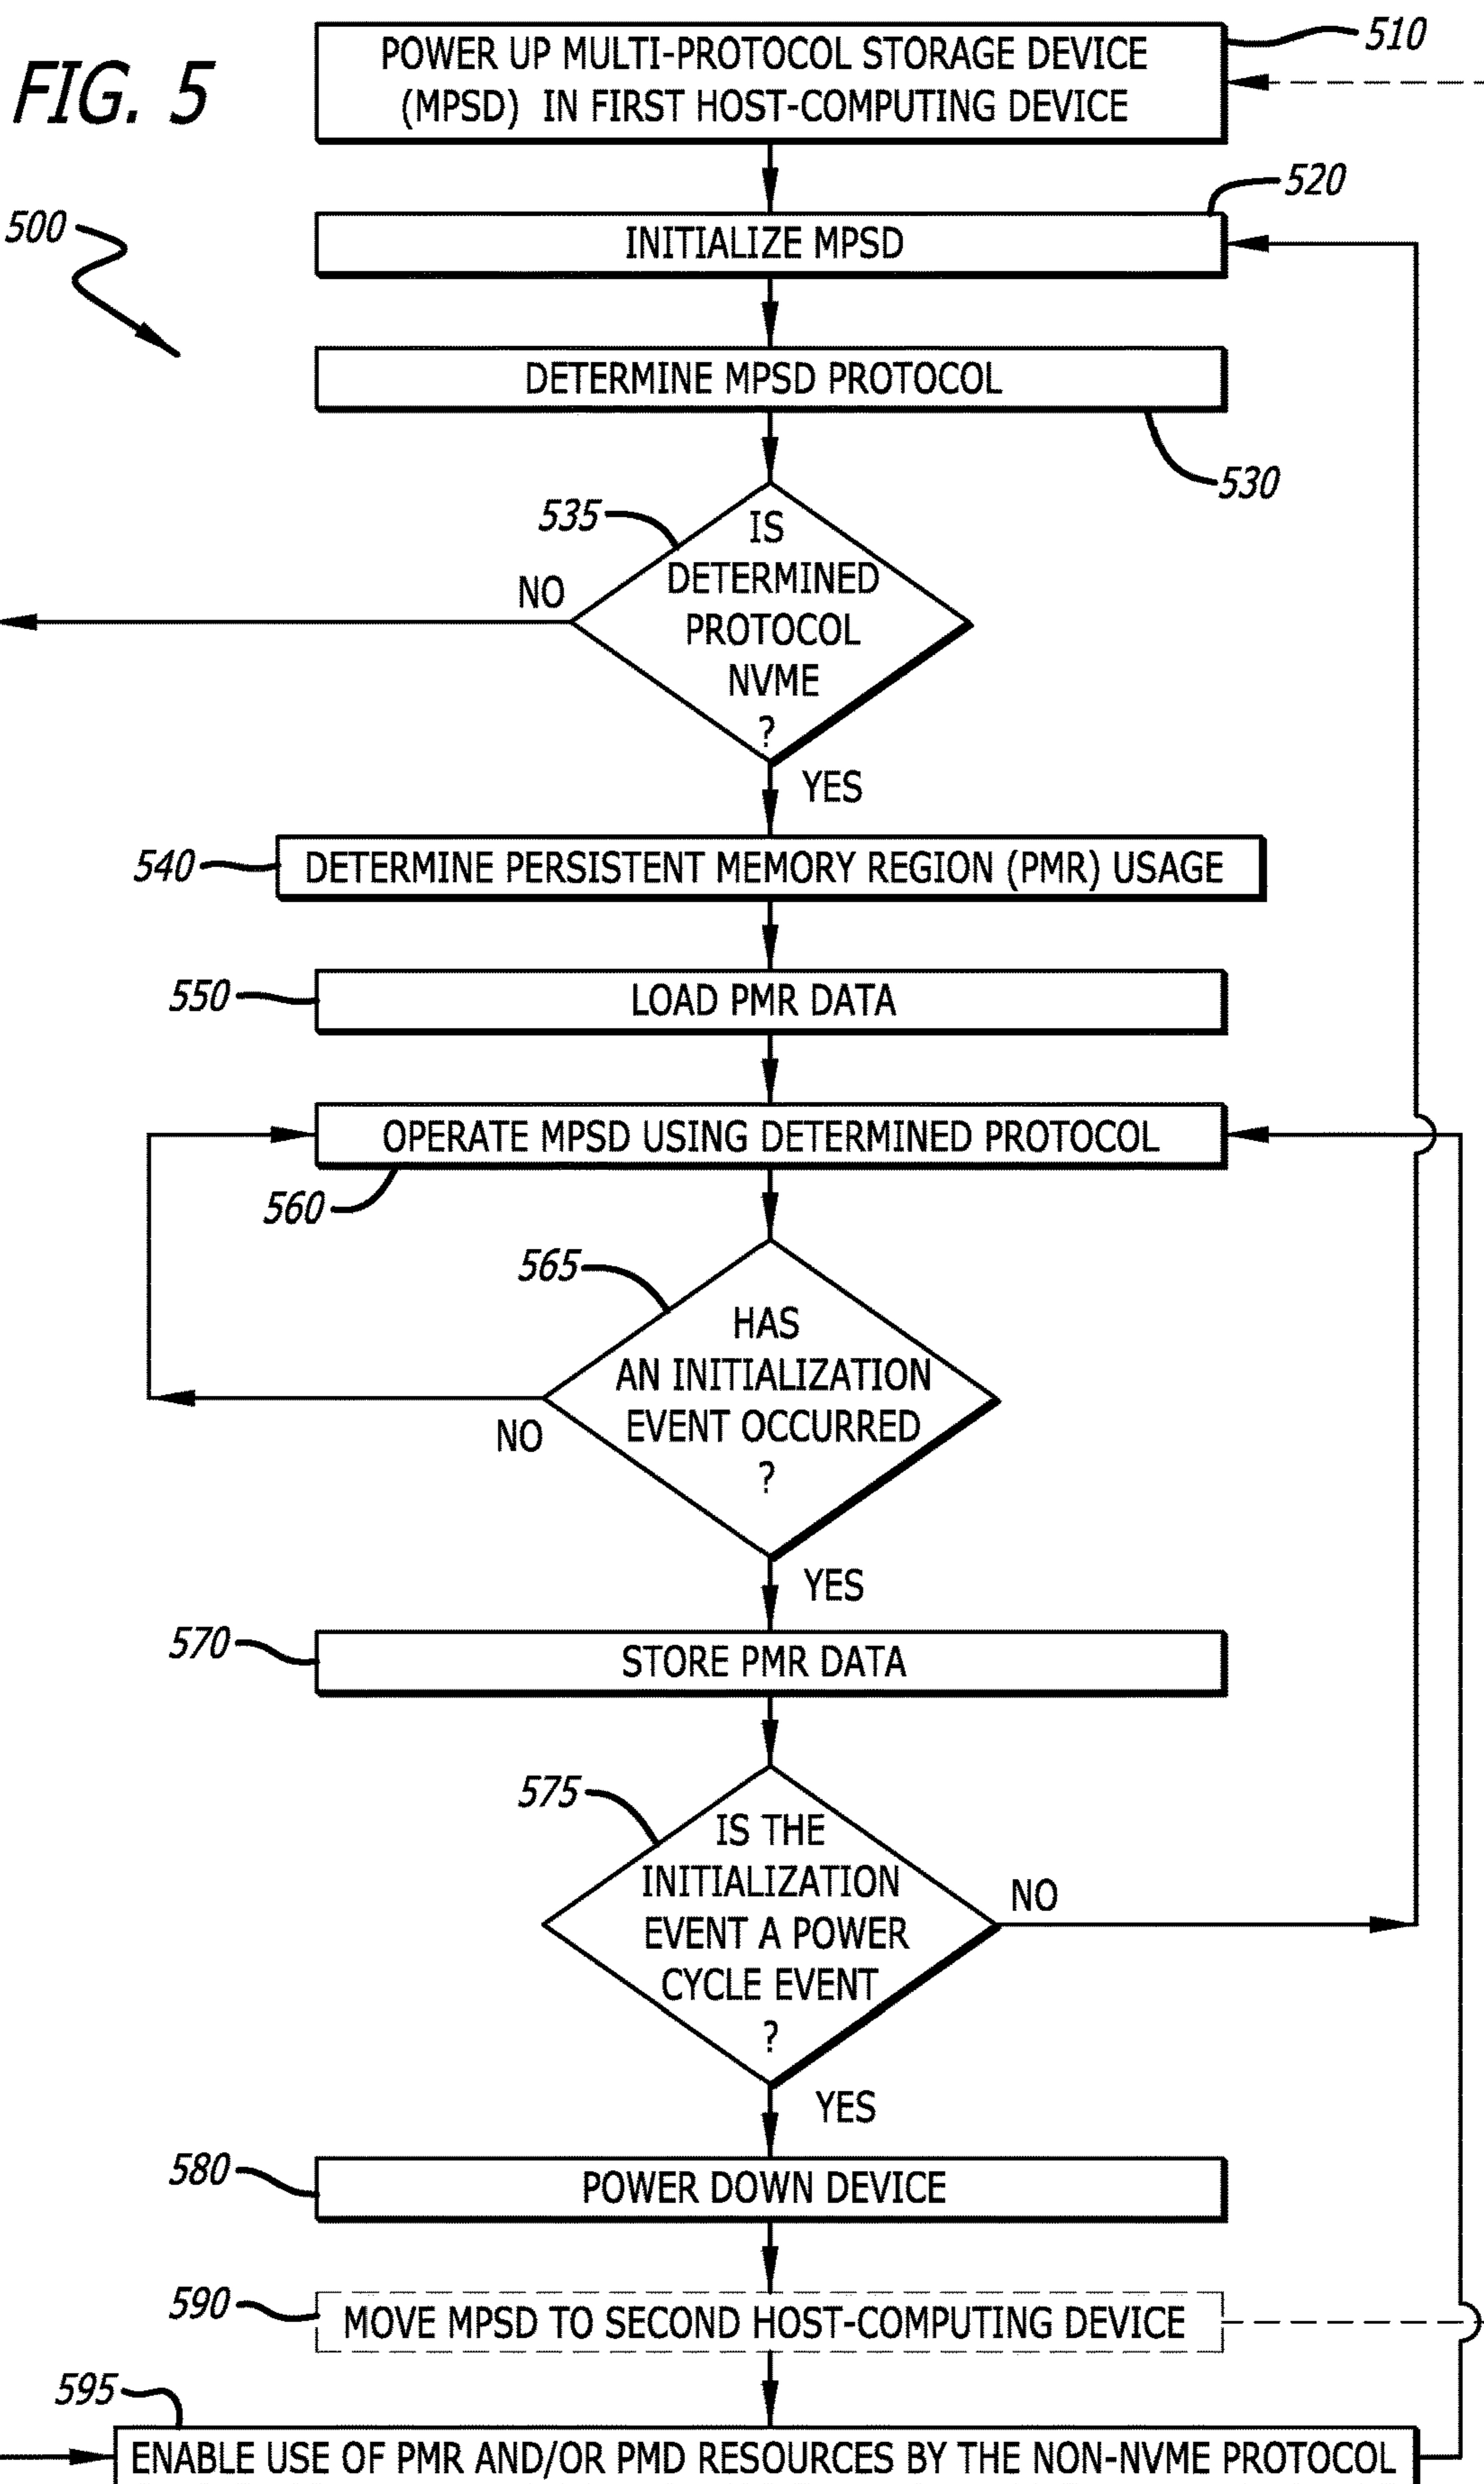 FIG. 5
POWER UP MULTI-PROTOCOL STORAGE DEVICE
(MPSD) IN FIRST HOST-COMPUTING DEVICE
510
500
520
INITIALIZE MPSD
DETERMINE MPSD PROTOCOL
530
535
IS
DETERMINED
PROTOCOL
NVME
?
NO
YES
540
DETERMINE PERSISTENT MEMORY REGION (PMR) USAGE
550
LOAD PMR DATA
OPERATE MPSD USING DETERMINED PROTOCOL
560
565
HAS
AN INITIALIZATION
EVENT OCCURRED
?
NO
YES
570
STORE PMR DATA
575
IS THE
INITIALIZATION
EVENT A POWER
CYCLE EVENT
?
NO
YES
580
POWER DOWN DEVICE
590
MOVE MPSD TO SECOND HOST-COMPUTING DEVICE
595
ENABLE USE OF PMR AND/OR PMD RESOURCES BY THE NON-NVME PROTOCOL